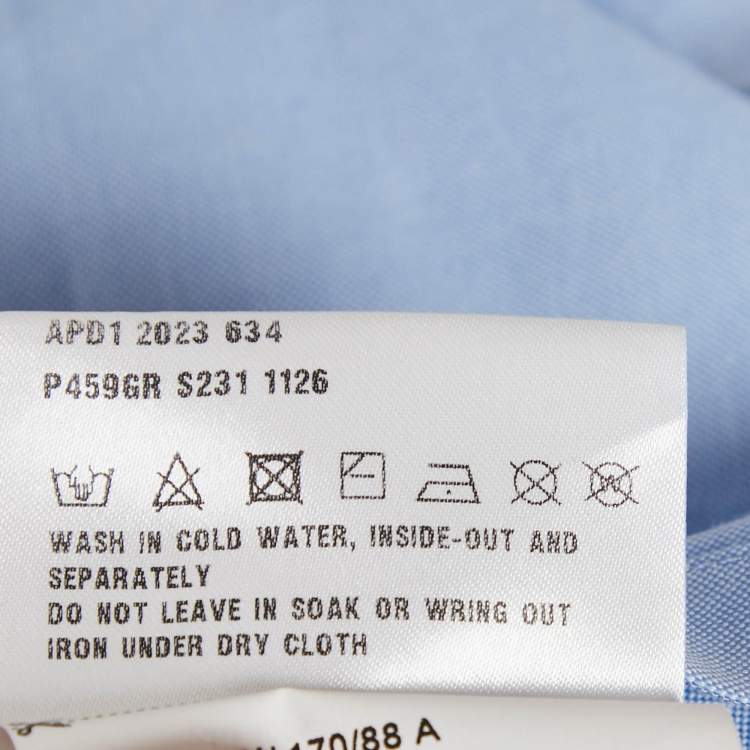 APD1 2023 634
P459GR S231 1126
W
WASH IN COLD WATER, INSIDE-OUT AND
SEPARATELY
DO NOT LEAVE IN SOAK OR WRING OUT
IRON UNDER DRY CLOTH
170/88 A